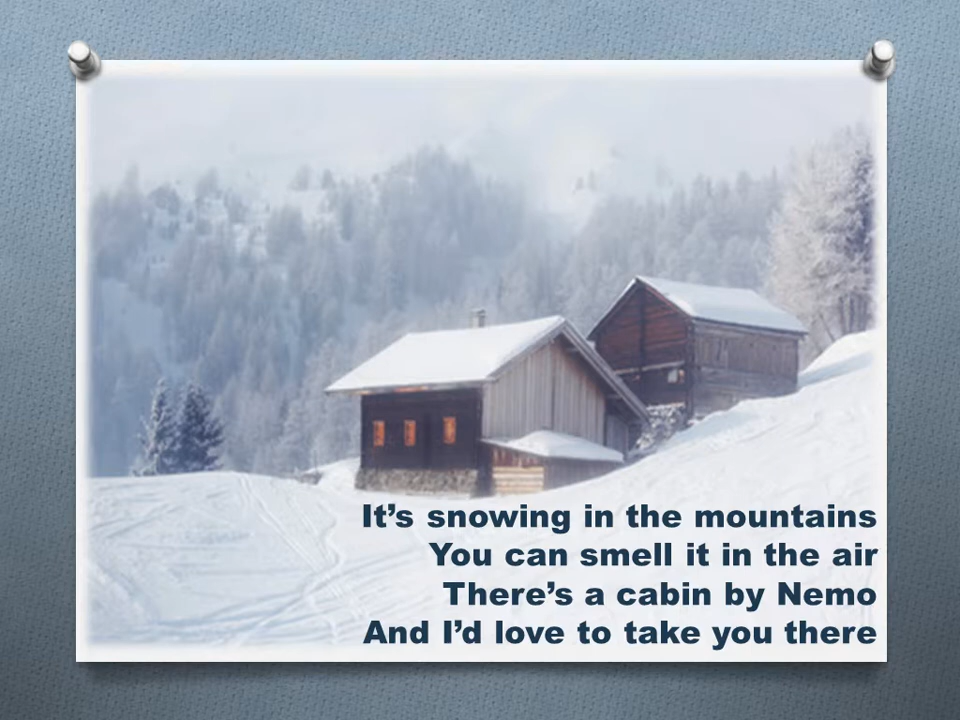 It’s snowing in the mountains
You can smell it in the air
There’s a cabin by Nemo
And I’d love to take you there